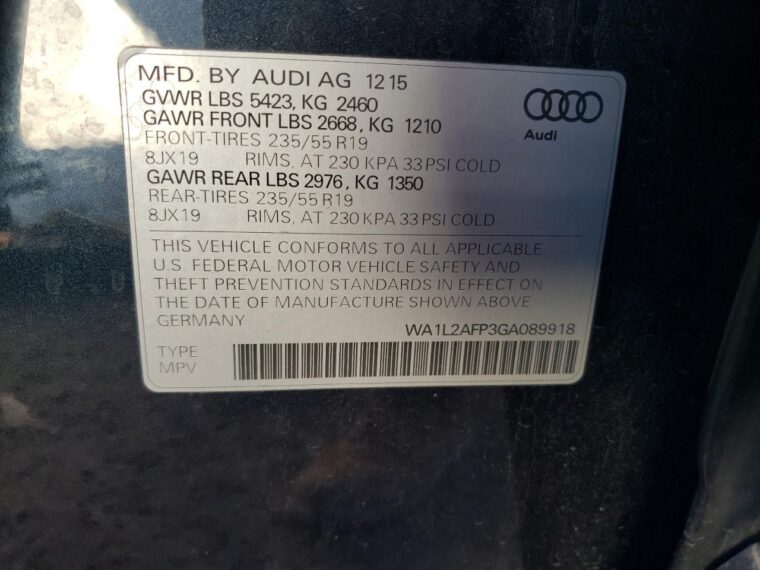 MFD. BY AUDI AG 12 15
GVWR LBS 5423, KG 2460
GAWR FRONT LBS 2668, KG 1210
FRONT-TIRES 235/55 R19
8JX19 RIMS, AT 230 KPA 33 PSI COLD
GAWR REAR LBS 2976, KG 1350
REAR-TIRES 235/55 R19
8JX19 RIMS, AT 230 KPA 33 PSI COLD
Audi
THIS VEHICLE CONFORMS TO ALL APPLICABLE
U.S. FEDERAL MOTOR VEHICLE SAFETY AND
THEFT PREVENTION STANDARDS IN EFFECT ON
THE DATE OF MANUFACTURE SHOWN ABOVE
GERMANY WA1L2AFP3GA089918
TYPE
MPV